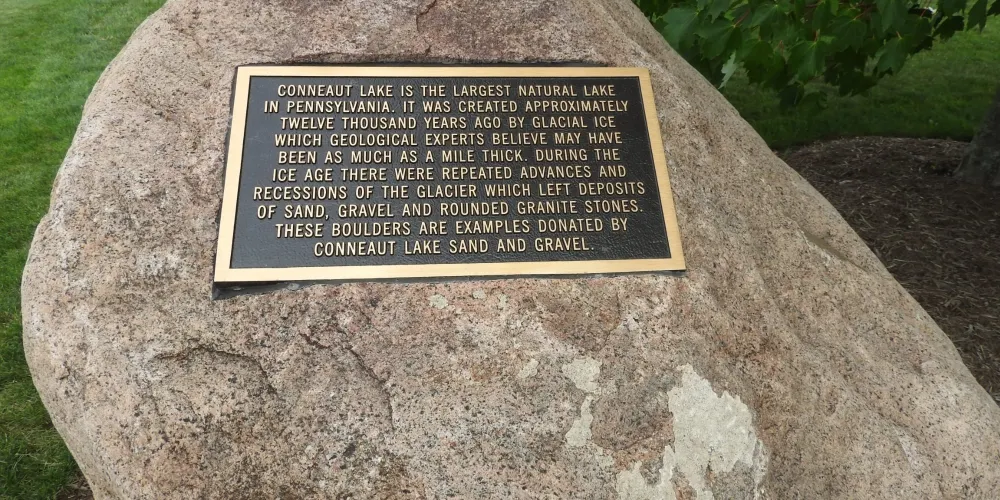 CONNEAUT LAKE IS THE LARGEST NATURAL LAKE
IN PENNSYLVANIA. IT WAS CREATED APPROXIMATELY
TWELVE THOUSAND YEARS AGO BY GLACIAL ICE
WHICH GEOLOGICAL EXPERTS BELIEVE MAY HAVE
BEEN AS MUCH AS A MILE THICK. DURING THE
ICE AGE THERE WERE REPEATED ADVANCES AND
RECESSIONS OF THE GLACIER WHICH LEFT DEPOSITS
OF SAND, GRAVEL AND ROUNDED GRANITE STONES.
THESE BOULDERS ARE EXAMPLES DONATED BY
CONNEAUT LAKE SAND AND GRAVEL.